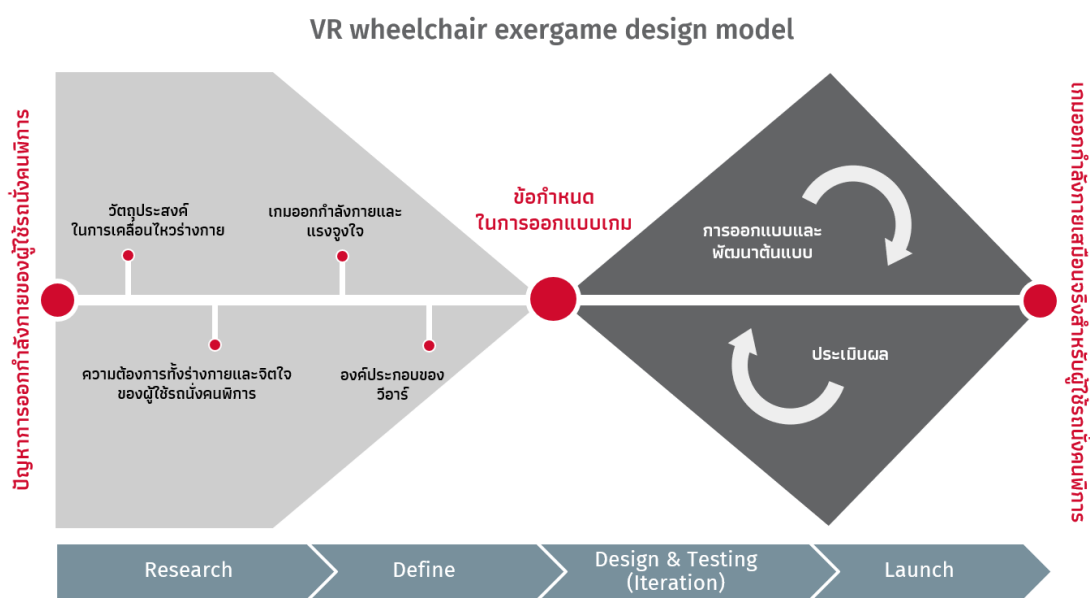 VR wheelchair exergame design model
ปัญหาการออกกำลังกายของผู้ใช้รถนั่งคนพิการ
วัตถุประสงค์
ในการเคลื่อนไหวร่างกาย
เกมออกกำลังกายและ
แรงจูงใจ
ความต้องการทั้งร่างกายและจิตใจ
ของผู้ใช้รถนั่งคนพิการ
องค์ประกอบของ
วีอาร์
ข้อกำหนด
ในการออกแบบเกม
การออกแบบและ
พัฒนาต้นแบบ
ประเมินผล
เกมออกกำลังกายเสมือนจริงสำหรับผู้ใช้รถนั่งคนพิการ
Research
Define
Design & Testing
(Iteration)
Launch